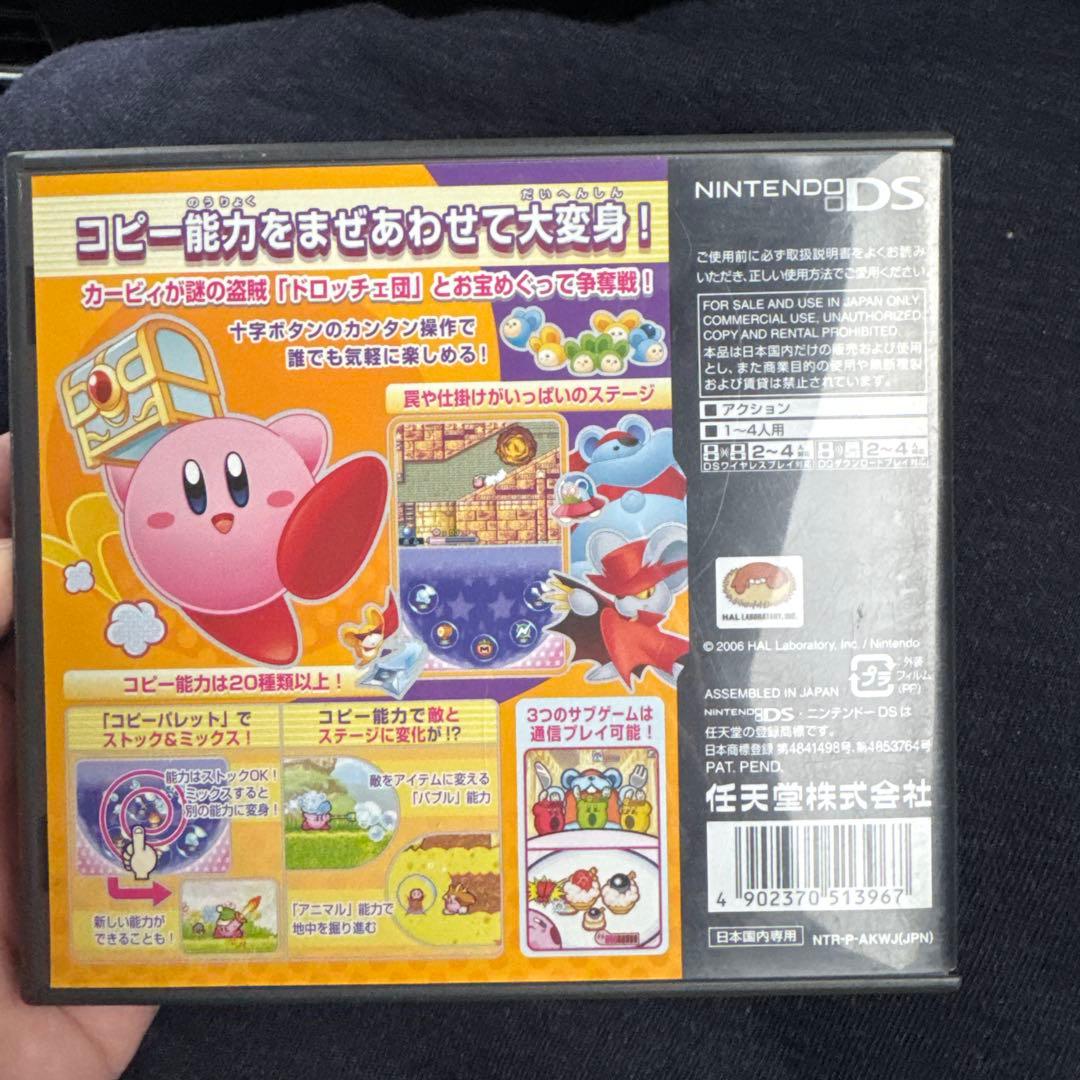 のうりょく
だいへんしん
コピー能力をまぜあわせて大変身！
カービィが謎の盗賊「ドロッチェ団」とお宝めぐって争奪戦！
十字ボタンのカンタン操作で
誰でも気軽に楽しめる！
罠や仕掛けがいっぱいのステージ
コピー能力は20種類以上！
「コピーパレット」で
ストック＆ミックス！
能力はストックOK！
ミックスすると
別の能力に変身！
新しい能力が
できることも！
コピー能力で敵と
ステージに変化が!?
敵をアイテムに変える
「バブル」能力
「アニマル」能力で
地中を掘り進む
3つのサブゲームは
通信プレイ可能！
NINTENDO DS
ご使用前に必ず取扱説明書をよくお読み
いただき、正しい使用方法でご愛用ください。
FOR SALE AND USE IN JAPAN ONLY.
COMMERCIAL USE, UNAUTHORIZED
COPY AND RENTAL PROHIBITED.
本品は日本国内だけの販売および使用
とし、また商業目的の使用や無断複製
および賃貸は禁止されています。
■ アクション
■ 1～4人用
2～4人
2～4人
DSワイヤレスプレイ対応
DSダウンロードプレイ対応
HAL LABORATORY, INC.
© 2006 HAL Laboratory, Inc. / Nintendo
ASSEMBLED IN JAPAN
プラ
外装
フィルム
(PP)
NINTENDO DS・ニンテンドーDSは
任天堂の登録商標です。
日本商標登録 第4841498号、第4853764号
PAT. PEND.
任天堂株式会社
4 902370 513967
日本国内専用
NTR-P-AKWJ(JPN)